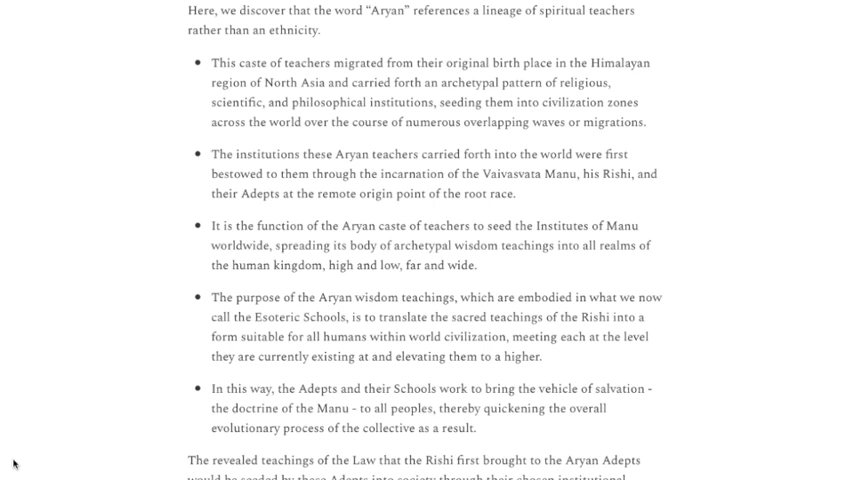 Here, we discover that the word “Aryan” references a lineage of spiritual teachers
rather than an ethnicity.
• This caste of teachers migrated from their original birth place in the Himalayan
region of North Asia and carried forth an archetypal pattern of religious,
scientific, and philosophical institutions, seeding them into civilization zones
across the world over the course of numerous overlapping waves or migrations.
• The institutions these Aryan teachers carried forth into the world were first
bestowed to them through the incarnation of the Vaivasvata Manu, his Rishi, and
their Adepts at the remote origin point of the root race.
• It is the function of the Aryan caste of teachers to seed the Institutes of Manu
worldwide, spreading its body of archetypal wisdom teachings into all realms of
the human kingdom, high and low, far and wide.
• The purpose of the Aryan wisdom teachings, which are embodied in what we now
call the Esoteric Schools, is to translate the sacred teachings of the Rishi into a
form suitable for all humans within world civilization, meeting each at the level
they are currently existing at and elevating them to a higher.
• In this way, the Adepts and their Schools work to bring the vehicle of salvation -
the doctrine of the Manu - to all peoples, thereby quickening the overall
evolutionary process of the collective as a result.
The revealed teachings of the Law that the Rishi first brought to the Aryan Adepts
would be seeded by these Adepts into society through their chosen institutional